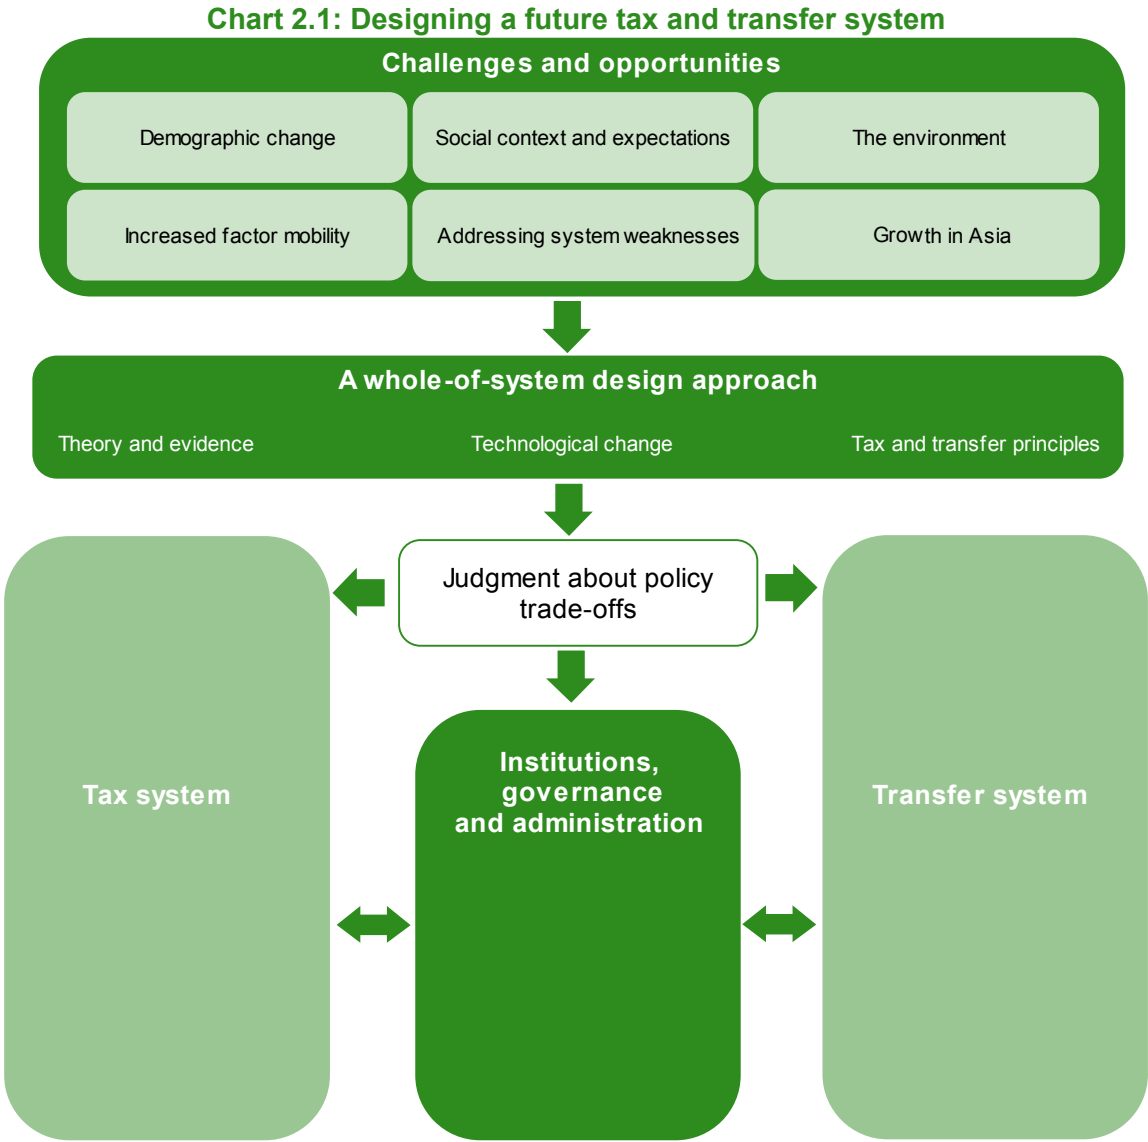 Chart 2.1: Designing a future tax and transfer system
Challenges and opportunities
Demographic change
Social context and expectations
The environment
Increased factor mobility
Addressing system weaknesses
Growth in Asia
A whole-of-system design approach
Theory and evidence
Technological change
Tax and transfer principles
Judgment about policy
trade-offs
Tax system
Institutions,
governance
and administration
Transfer system